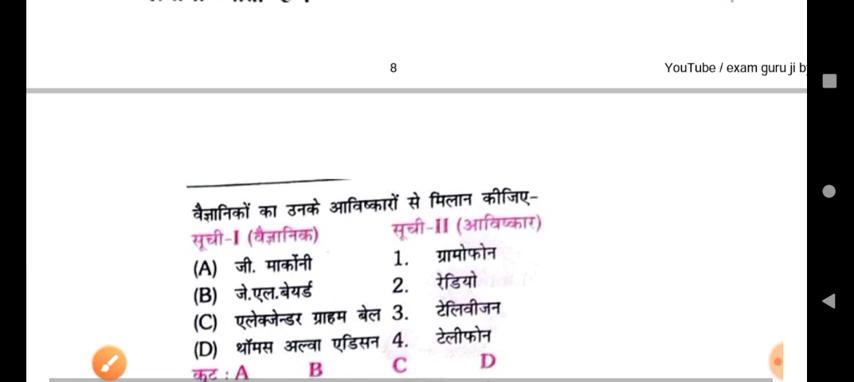 8
YouTube / exam guru ji b
वैज्ञानिकों का उनके आविष्कारों से मिलान कीजिए-
सूची-I (वैज्ञानिक) सूची-II (आविष्कार)
(A) जी. मार्कोनी 1. ग्रामोफोन
(B) जे.एल.बेयर्ड 2. रेडियो
(C) एलेक्जेन्डर ग्राहम बेल 3. टेलिवीजन
(D) थॉमस अल्वा एडिसन 4. टेलीफोन
कूट : A B C D